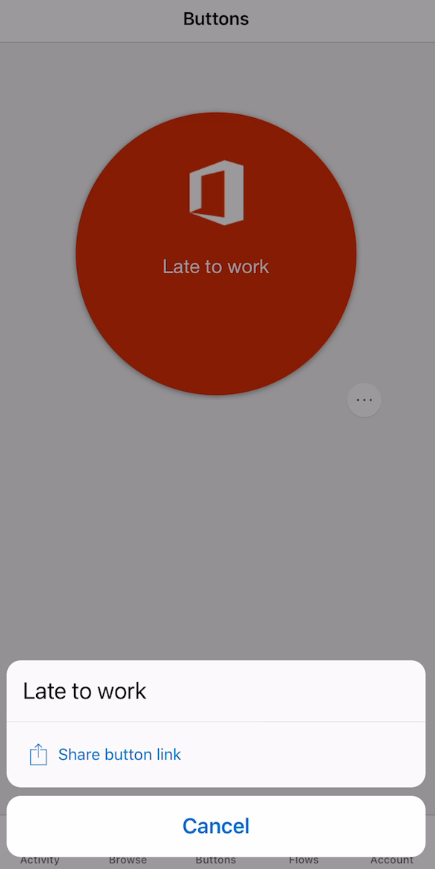 Buttons
Late to work
...
Late to work
Share button link
Cancel
Activity Browse Buttons Flows Account